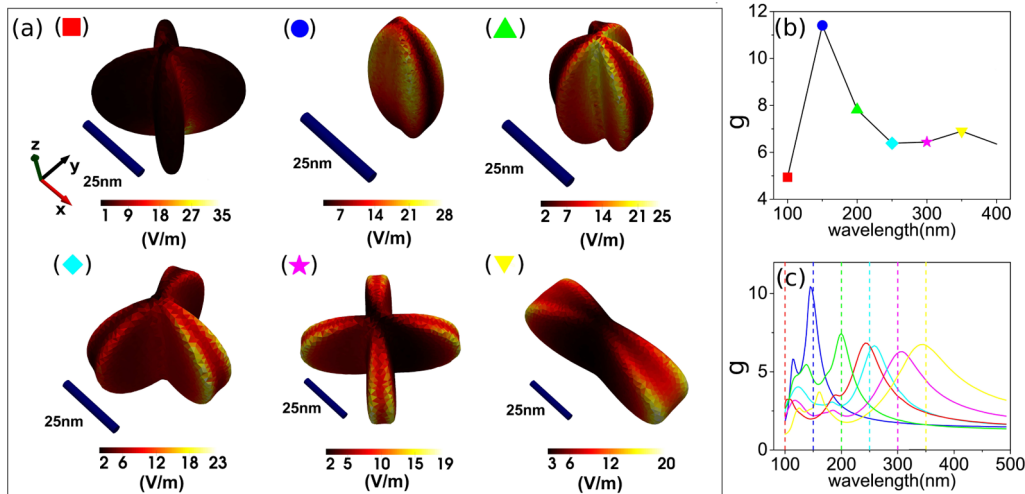 (a) (■) (●) (▲)
z
y
x
25nm
25nm
25nm
1 9 18 27 35
(V/m)
7 14 21 28
(V/m)
2 7 14 21 25
(V/m)
(◆) (★) (▼)
25nm
25nm
25nm
2 6 12 18 23
(V/m)
2 5 10 15 19
(V/m)
3 6 12 20
(V/m)
(b)
12
10
8
6
4
g
100 200 300 400
wavelength(nm)
(c)
10
5
0
g
100 200 300 400 500
wavelength(nm)